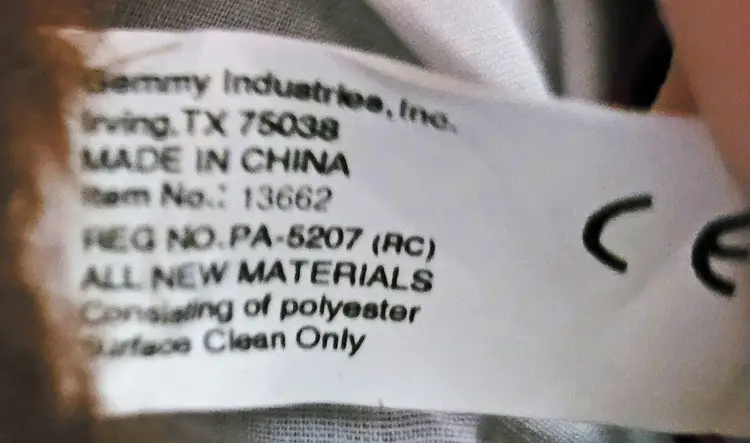 Gemmy Industries, Inc.
Irving, TX 75038
MADE IN CHINA
Item No.: 13662
REG NO. PA-5207 (RC)
ALL NEW MATERIALS
Consisting of polyester
Surface Clean Only
CE